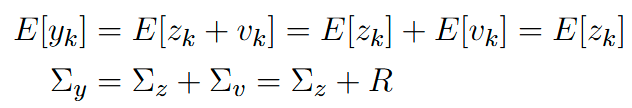 E[y_k] = E[z_k + v_k] = E[z_k] + E[v_k] = E[z_k]
Σ_y = Σ_z + Σ_v = Σ_z + R